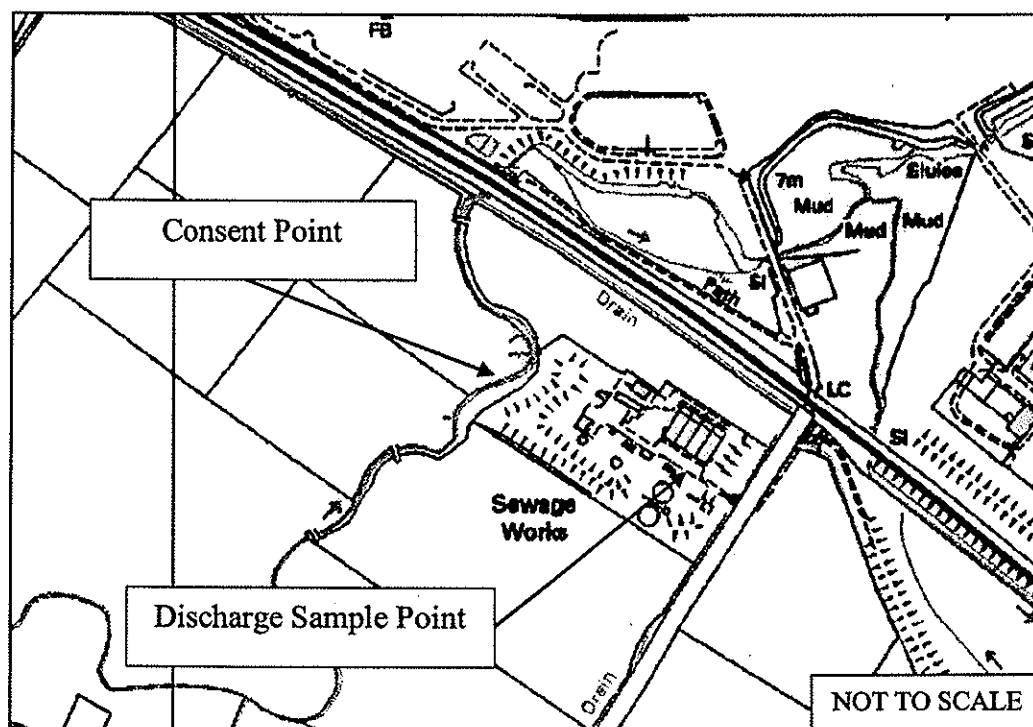 FB
7m
Mud
Sluice
Mud
Mud
Consent Point
Sl
Path
Drain
LC
Sl
Sewage
Works
Discharge Sample Point
Drain
NOT TO SCALE